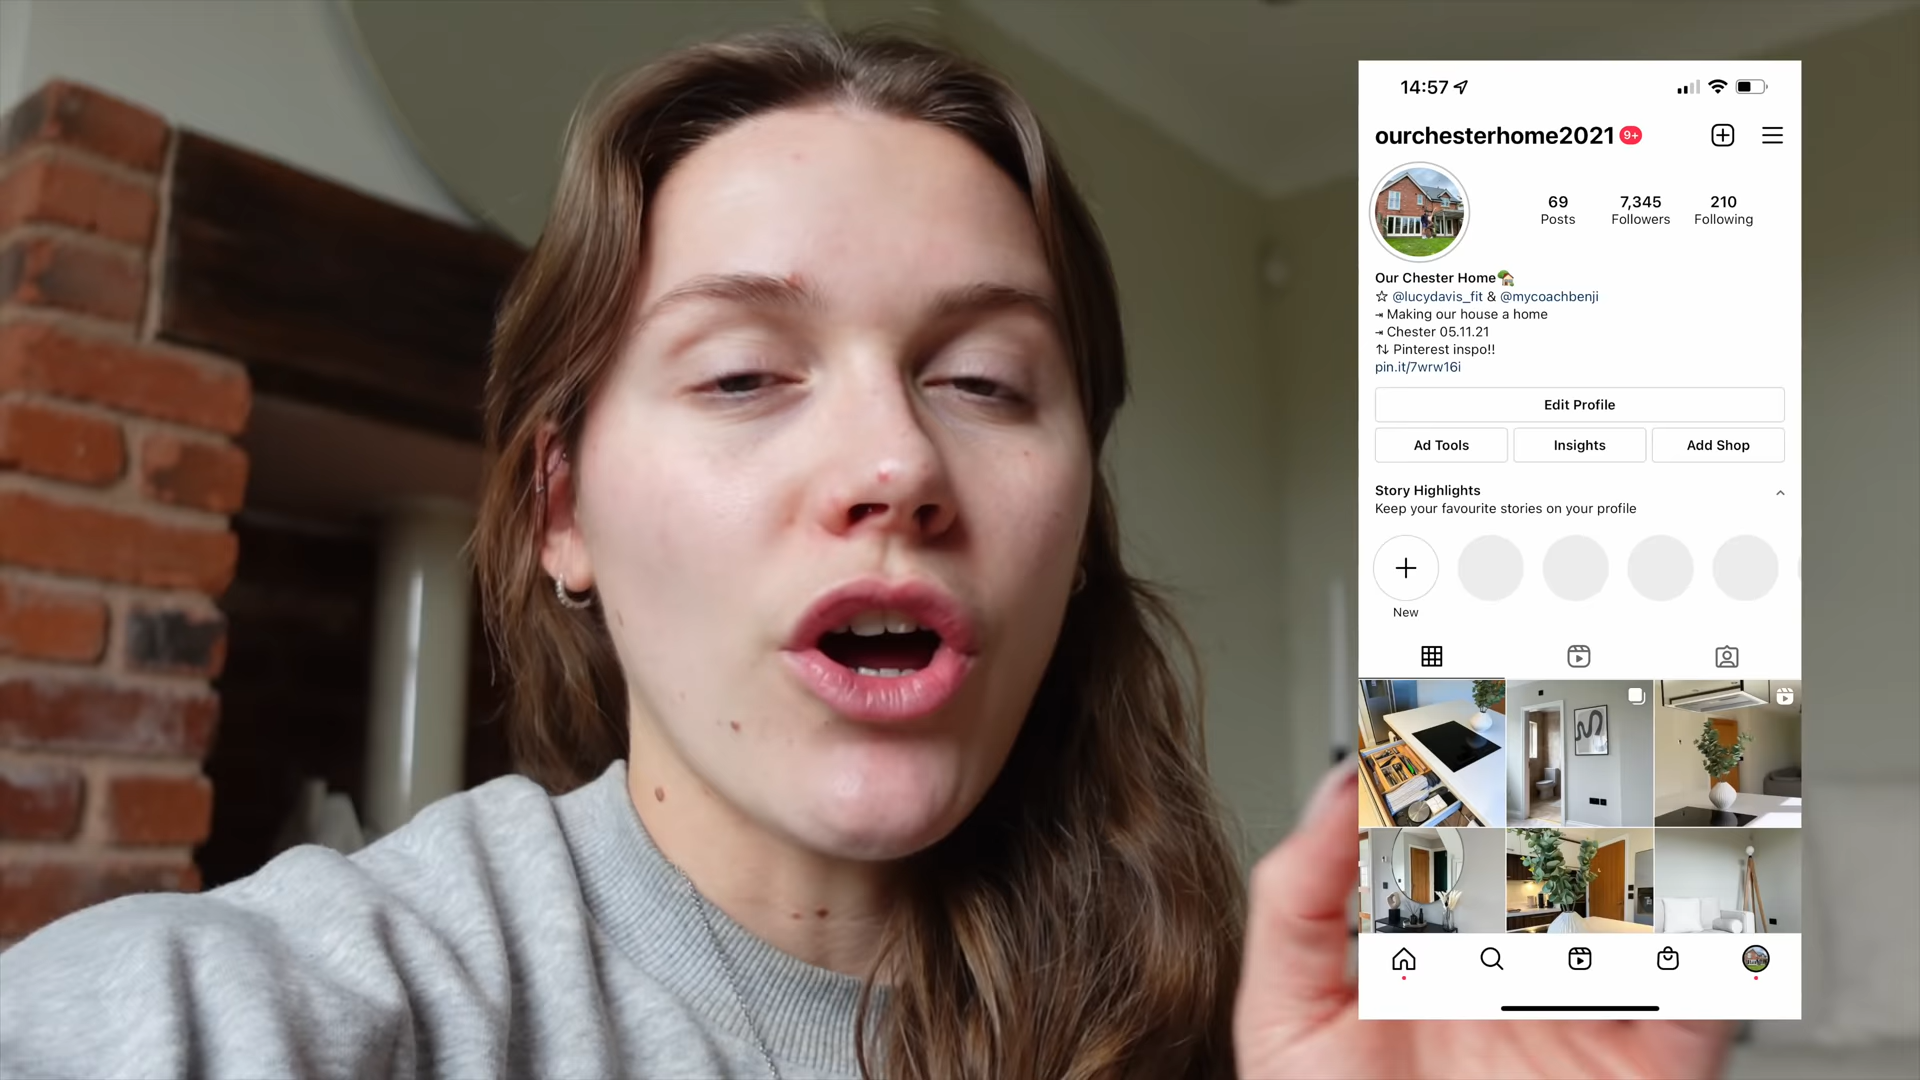 14:57
ourchesterhome2021 9+
69 7,345 210
Posts Followers Following
Our Chester Home🏡
☆ @lucydavis_fit & @mycoachbenji
⇥ Making our house a home
⇥ Chester 05.11.21
⇅ Pinterest inspo!!
pin.it/7wrw16i
Edit Profile
Ad Tools Insights Add Shop
Story Highlights
Keep your favourite stories on your profile
New